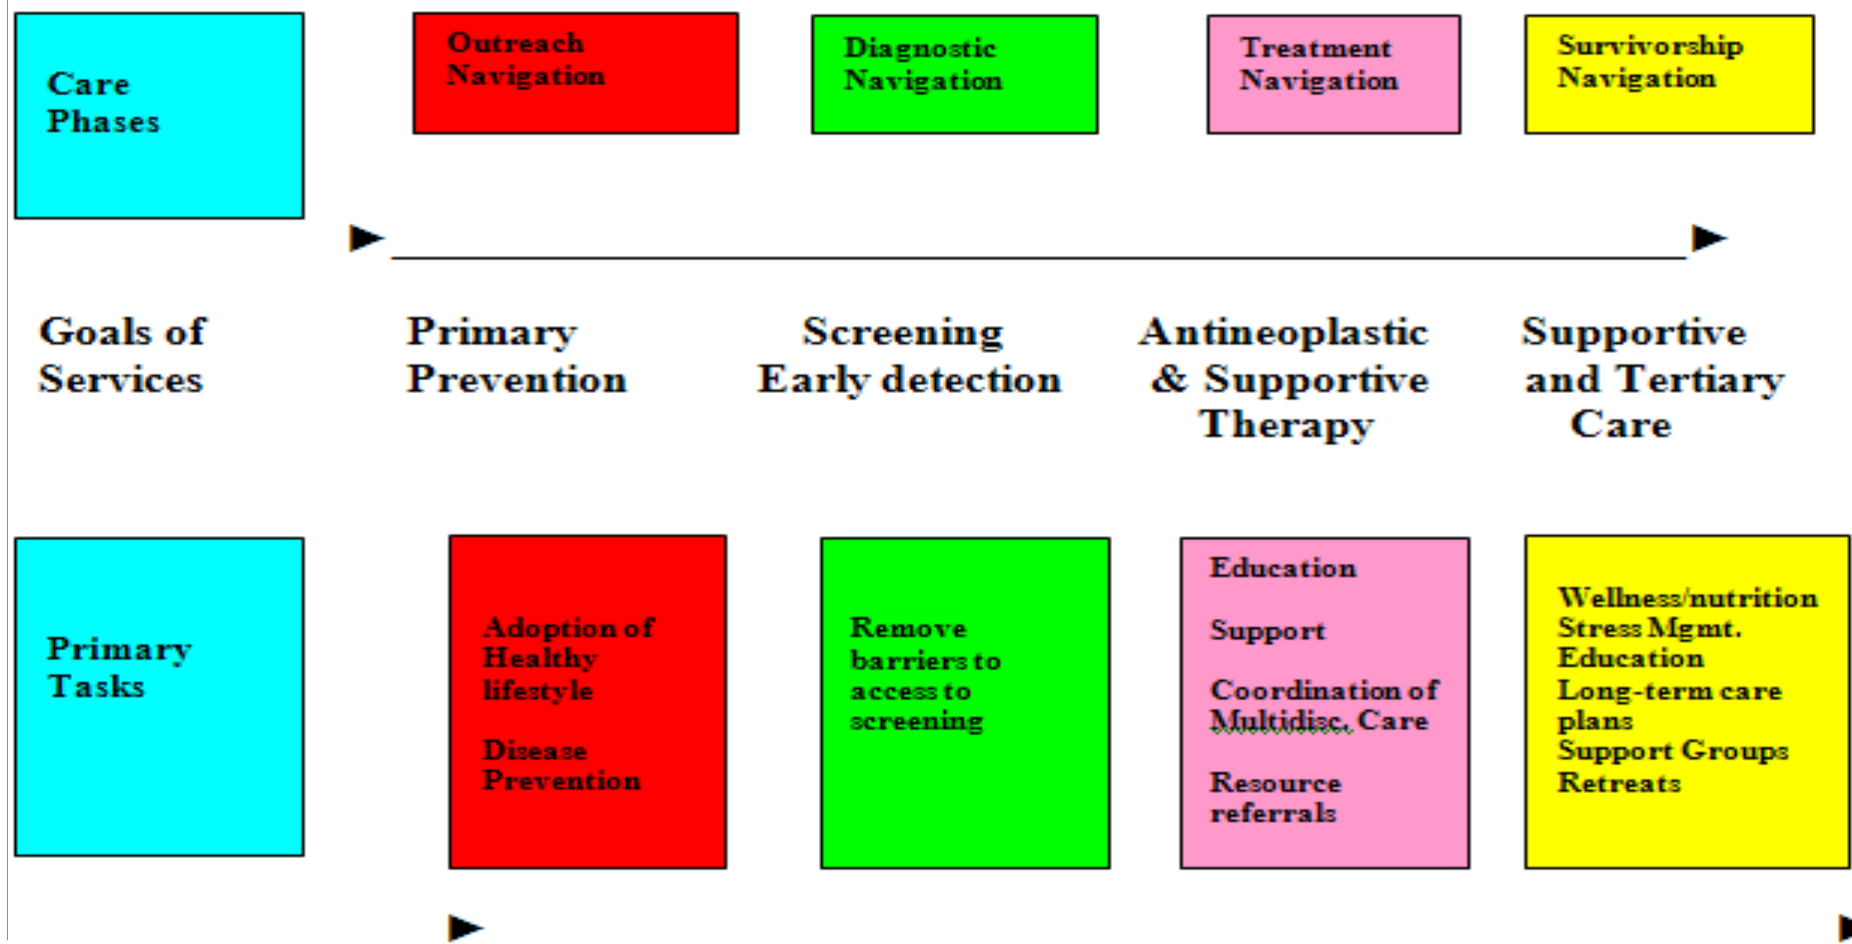 Care
Phases
Outreach
Navigation
Diagnostic
Navigation
Treatment
Navigation
Survivorship
Navigation
Goals of
Services
Primary
Prevention
Screening
Early detection
Antineoplastic
& Supportive
Therapy
Supportive
and Tertiary
Care
Primary
Tasks
Adoption of
Healthy
lifestyle
Disease
Prevention
Remove
barriers to
access to
screening
Education
Support
Coordination of
Multidisc. Care
Resource
referrals
Wellness/nutrition
Stress Mgmt.
Education
Long-term care
plans
Support Groups
Retreats